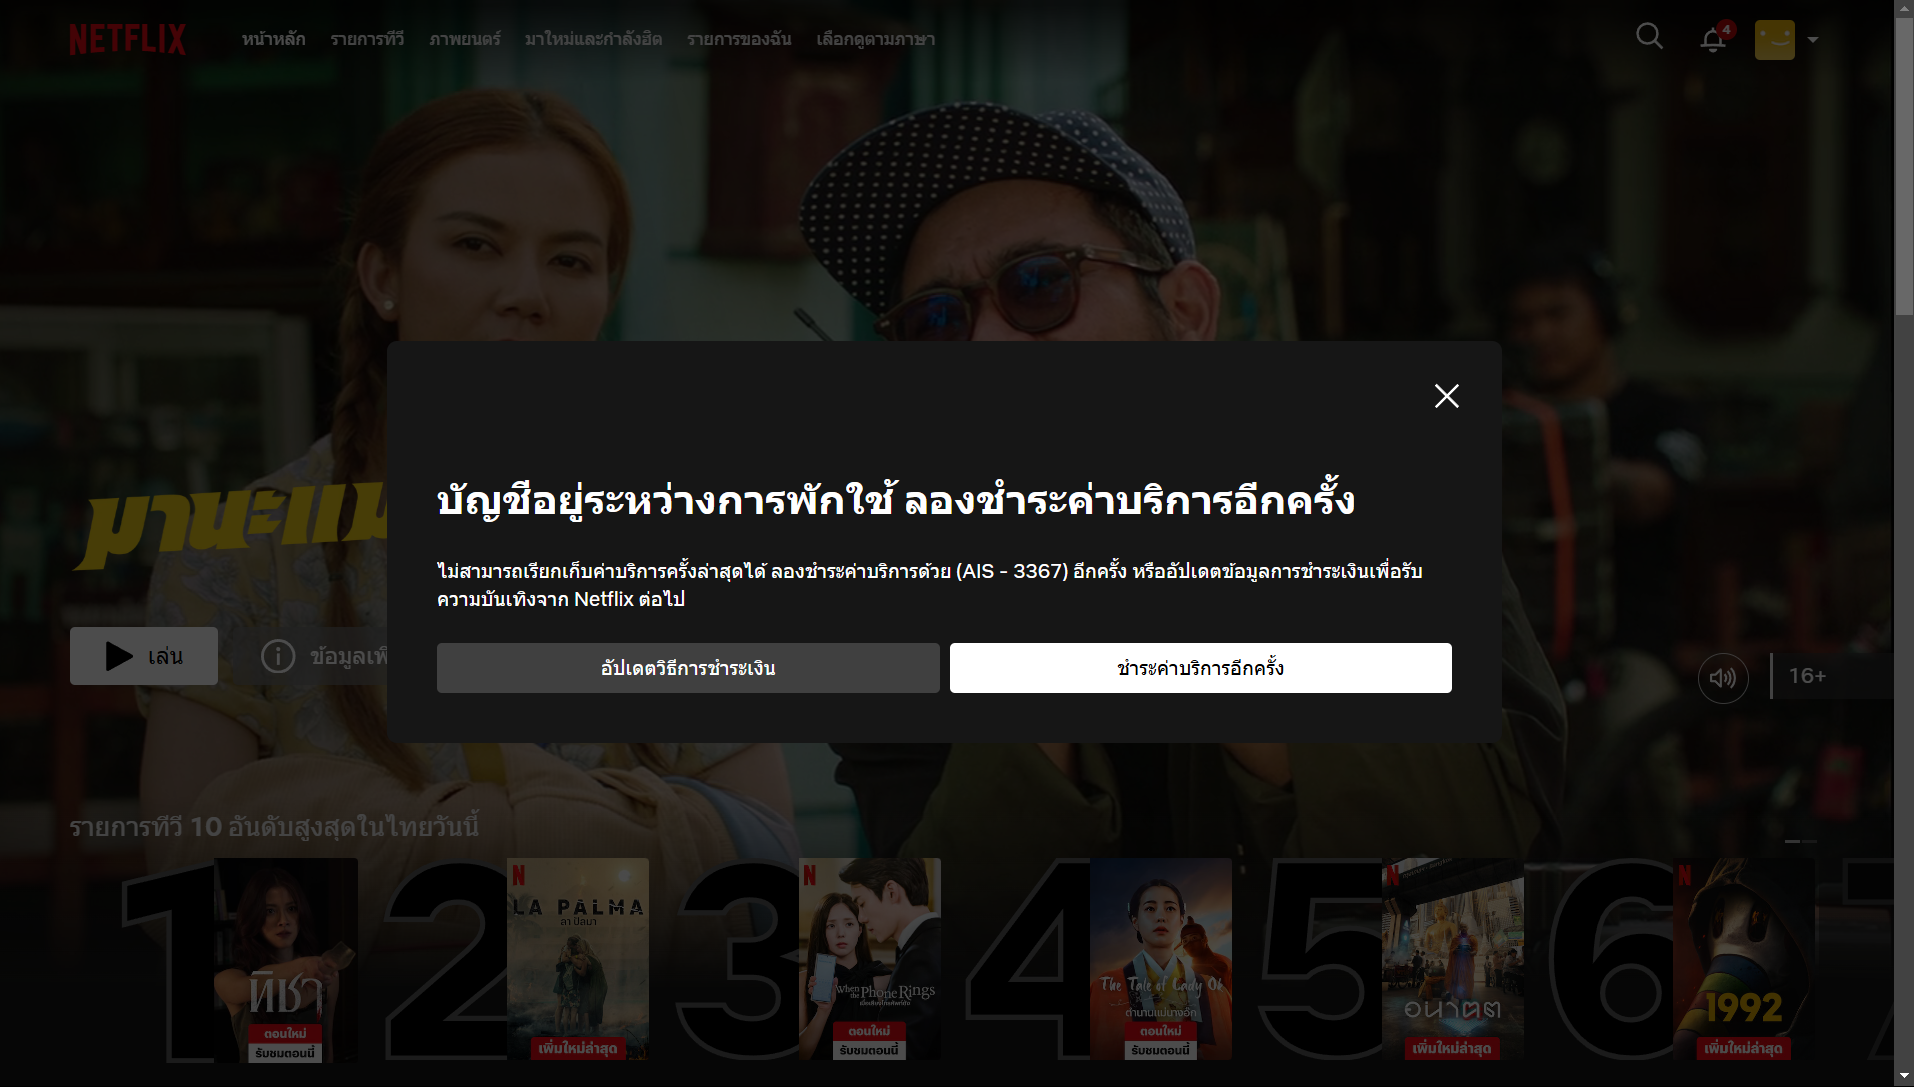 NETFLIX
หน้าหลัก รายการทีวี ภาพยนตร์ มาใหม่และกำลังฮิต รายการของฉัน เลือกดูตามภาษา
4
มานะแม
บัญชีอยู่ระหว่างการพักใช้ ลองชำระค่าบริการอีกครั้ง
ไม่สามารถเรียกเก็บค่าบริการครั้งล่าสุดได้ ลองชำระค่าบริการด้วย (AIS - 3367) อีกครั้ง หรืออัปเดตข้อมูลการชำระเงินเพื่อรับ
ความบันเทิงจาก Netflix ต่อไป
อัปเดตวิธีการชำระเงิน
ชำระค่าบริการอีกครั้ง
เล่น
ข้อมูลเพิ
16+
รายการทีวี 10 อันดับสูงสุดในไทยวันนี้
1
ทิชา
ตอนใหม่
รับชมตอนนี้
2
N
LA PALMA
ลา ปัลมา
เพิ่มใหม่ล่าสุด
3
N
When the Phone Rings
ตอนใหม่
รับชมตอนนี้
4
The Tale of Lady Ok
ตำนานแม่นางอ๊ก
ตอนใหม่
รับชมตอนนี้
5
N
อนาตต
เพิ่มใหม่ล่าสุด
6
N
1992
เพิ่มใหม่ล่าสุด
7